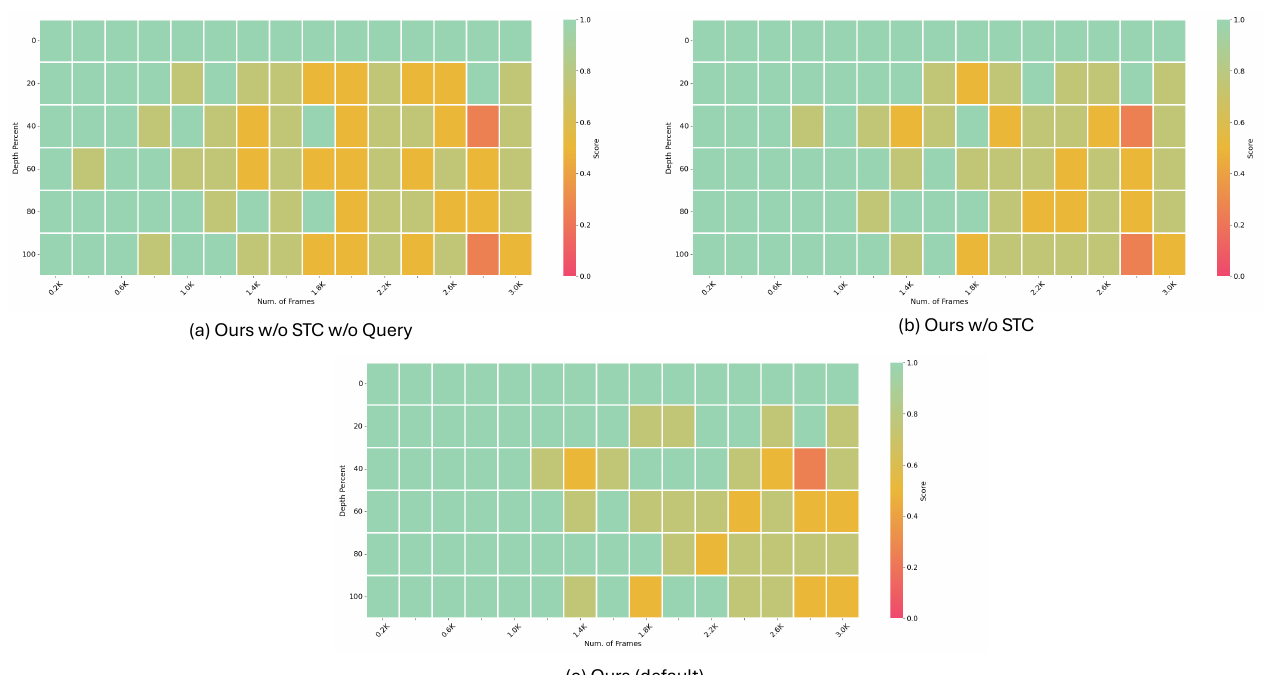 0
20
40
60
80
100
Depth Percent
0.2K
0.6K
1.0K
1.4K
1.8K
2.2K
2.6K
3.0K
Num. of Frames
1.0
0.8
0.6
0.4
0.2
0.0
Score
(a) Ours w/o STC w/o Query
0
20
40
60
80
100
Depth Percent
0.2K
0.6K
1.0K
1.4K
1.8K
2.2K
2.6K
3.0K
Num. of Frames
1.0
0.8
0.6
0.4
0.2
0.0
Score
(b) Ours w/o STC
0
20
40
60
80
100
Depth Percent
0.2K
0.6K
1.0K
1.4K
1.8K
2.2K
2.6K
3.0K
Num. of Frames
1.0
0.8
0.6
0.4
0.2
0.0
Score
Ours (default)